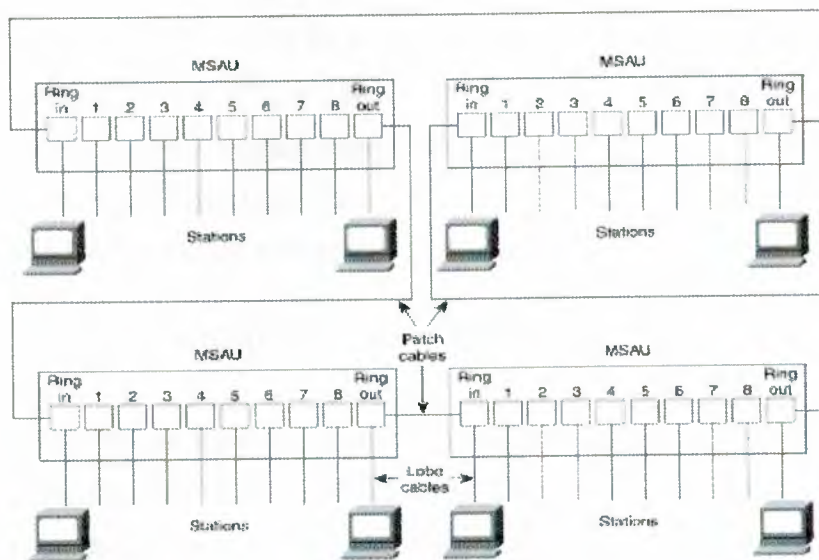 MSAU
Ring in 1 2 3 4 5 6 7 8 Ring out
Stations
MSAU
Ring in 1 2 3 4 5 6 7 8 Ring out
Stations
Patch cables
MSAU
Ring in 1 2 3 4 5 6 7 8 Ring out
Stations
MSAU
Ring in 1 2 3 4 5 6 7 8 Ring out
Stations
Lobe cables